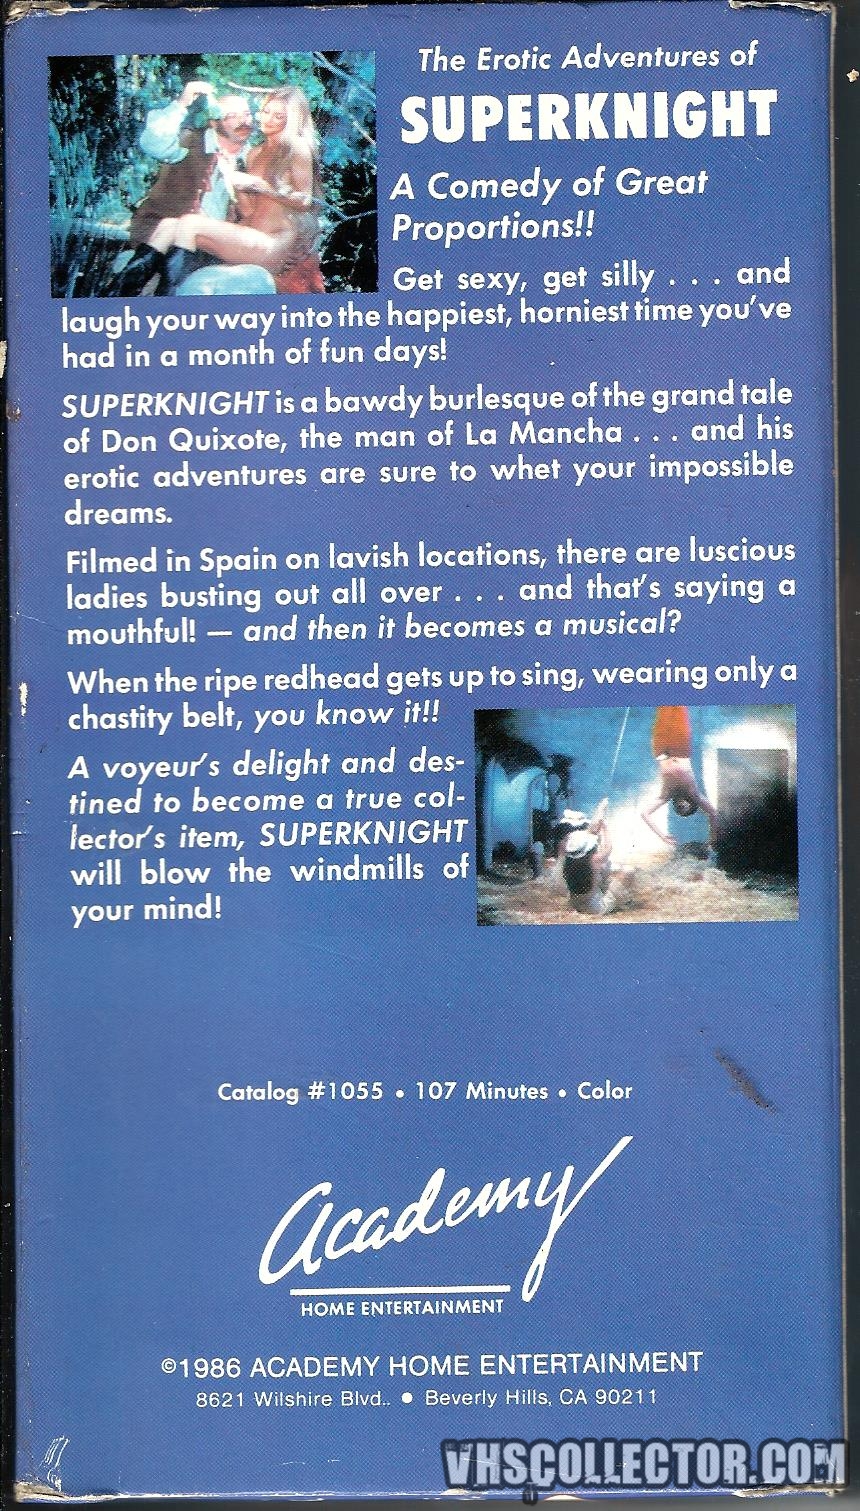 The Erotic Adventures of
SUPERKNIGHT
A Comedy of Great
Proportions!!
Get sexy, get silly . . . and
laugh your way into the happiest, horniest time you've
had in a month of fun days!
SUPERKNIGHT is a bawdy burlesque of the grand tale
of Don Quixote, the man of La Mancha . . . and his
erotic adventures are sure to whet your impossible
dreams.
Filmed in Spain on lavish locations, there are luscious
ladies busting out all over . . . and that's saying a
mouthful! — and then it becomes a musical?
When the ripe redhead gets up to sing, wearing only a
chastity belt, you know it!!
A voyeur's delight and des-
tined to become a true col-
lector's item, SUPERKNIGHT
will blow the windmills of
your mind!
Catalog #1055 • 107 Minutes • Color
Academy
HOME ENTERTAINMENT
©1986 ACADEMY HOME ENTERTAINMENT
8621 Wilshire Blvd.. ● Beverly Hills, CA 90211
VHSCOLLECTOR.COM